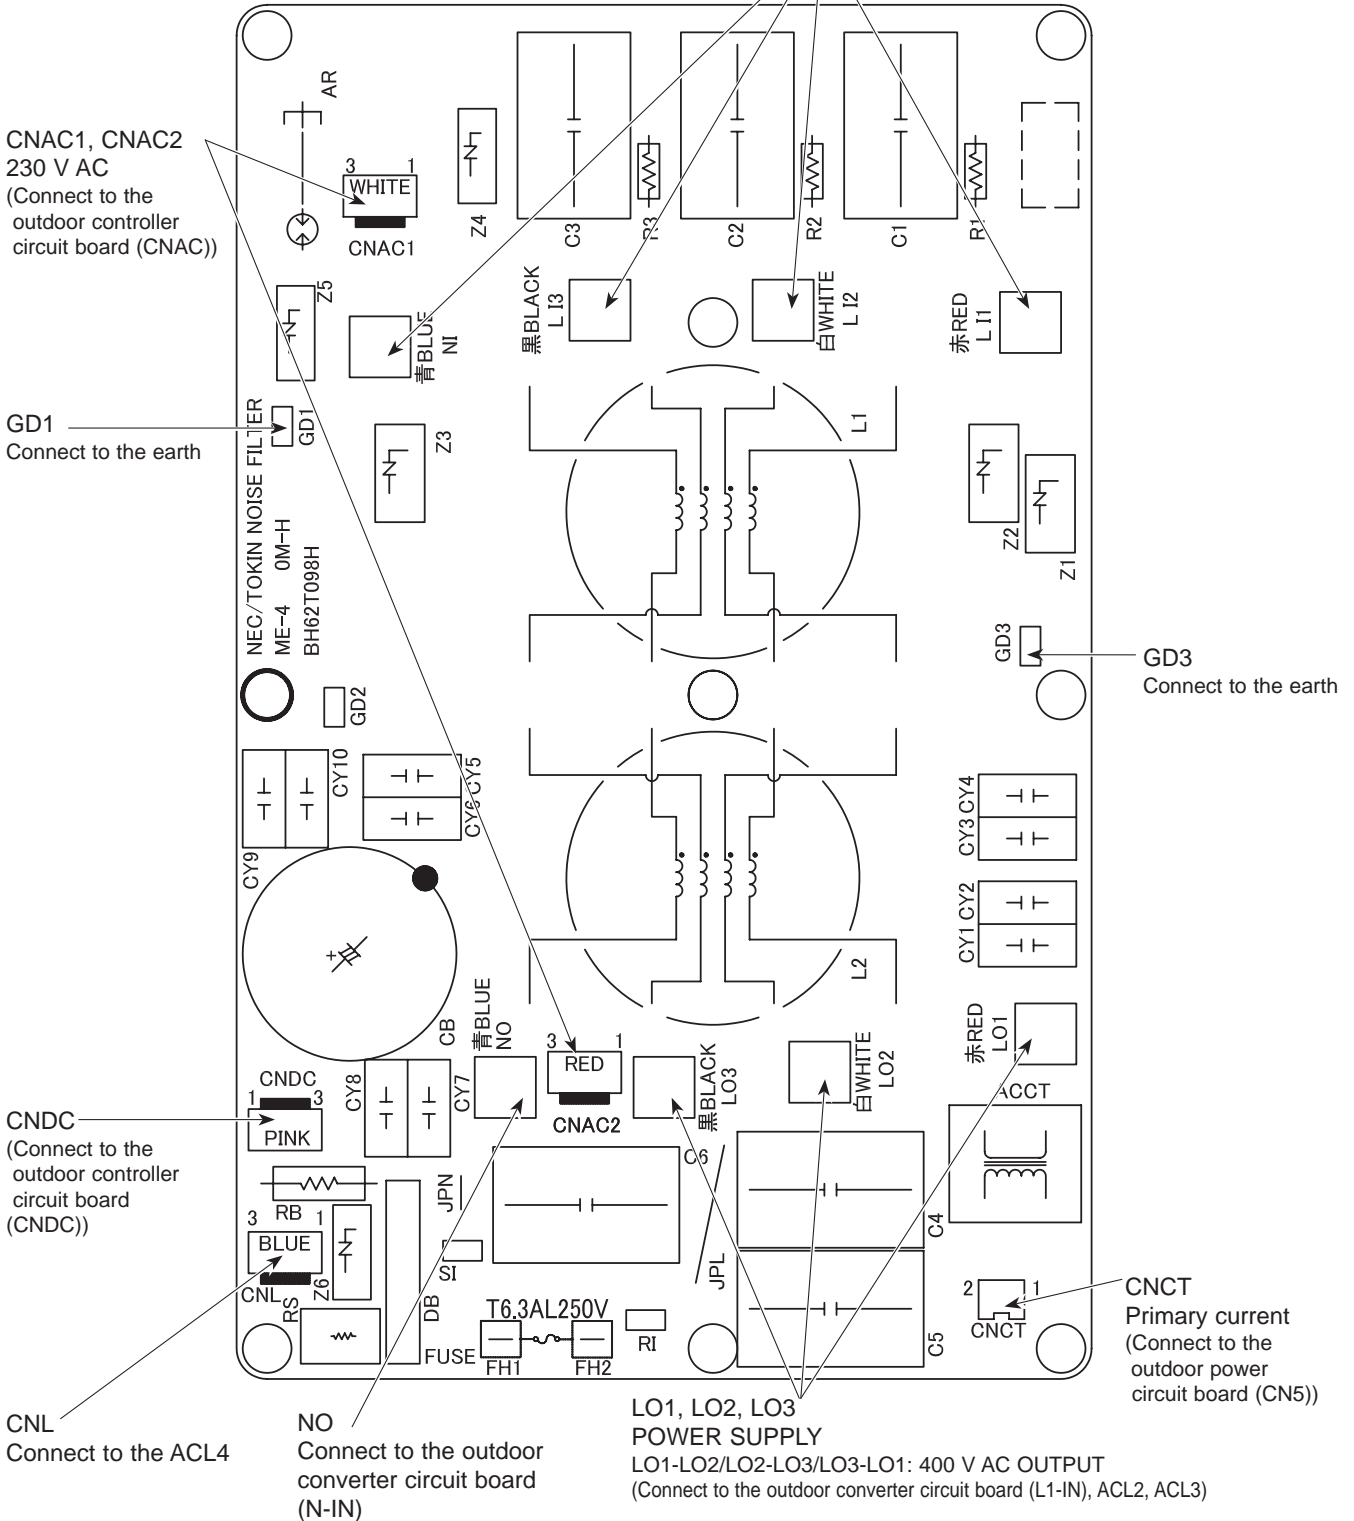 AR
CNAC1, CNAC2
230 V AC
(Connect to the
outdoor controller
circuit board (CNAC))
3 1
WHITE
CNAC1
Z4
C3
R3
C2
R2
C1
R1
Z5
青BLUE
NI
黒BLACK
L I3
白WHITE
L I2
赤RED
L I1
GD1
Connect to the earth
GD1
Z3
L1
Z2
Z1
NEC/TOKIN NOISE FILTER
ME-4 0M-H
BH62T098H
GD3
GD3
Connect to the earth
GD2
CY10
CY5
CY6
CY9
CY4
CY3
CY2
CY1
L2
CB
青BLUE
NO
3 1
RED
CNAC2
黒BLACK
LO3
白WHITE
LO2
赤RED
LO1
ACCT
CNDC
(Connect to the
outdoor controller
circuit board
(CNDC))
CNDC
1 3
PINK
CY8
CY7
RB
JPN
C6
C4
3 1
BLUE
CNL
Z6
SI
JPL
RS
DB
T6.3AL250V
FUSE
FH1
FH2
RI
C5
2 1
CNCT
CNCT
Primary current
(Connect to the
outdoor power
circuit board (CN5))
CNL
Connect to the ACL4
NO
Connect to the outdoor
converter circuit board
(N-IN)
LO1, LO2, LO3
POWER SUPPLY
LO1-LO2/LO2-LO3/LO3-LO1: 400 V AC OUTPUT
(Connect to the outdoor converter circuit board (L1-IN), ACL2, ACL3)